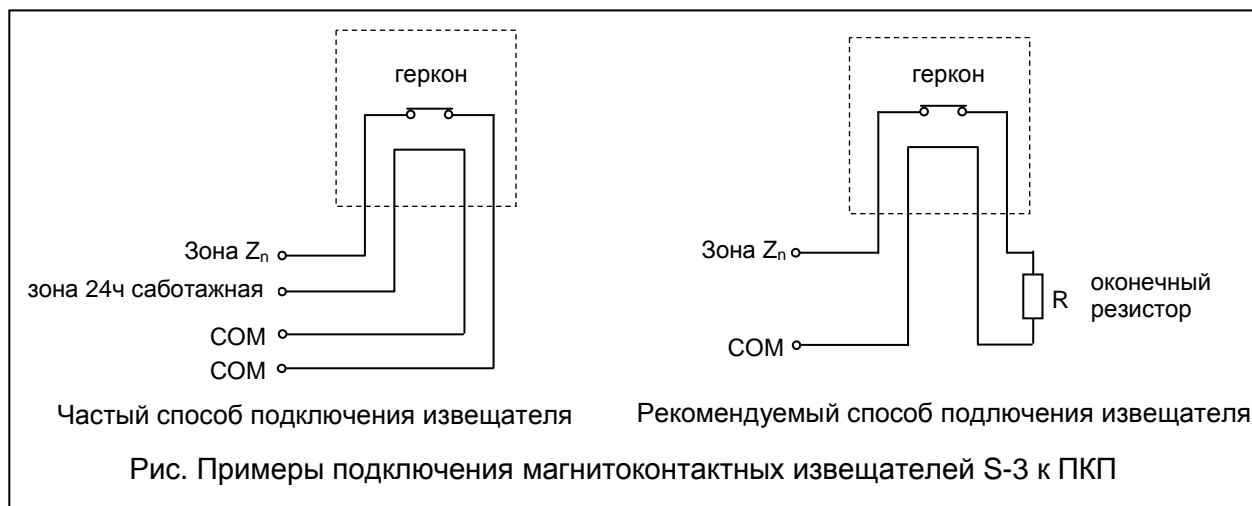 геркон
Зона Zn
зона 24ч саботажная
COM
COM
Частый способ подключения извещателя
геркон
Зона Zn
COM
R
оконечный
резистор
Рекомендуемый способ подлючения извещателя
Рис. Примеры подключения магнитоконтактных извещателей S-3 к ПКП